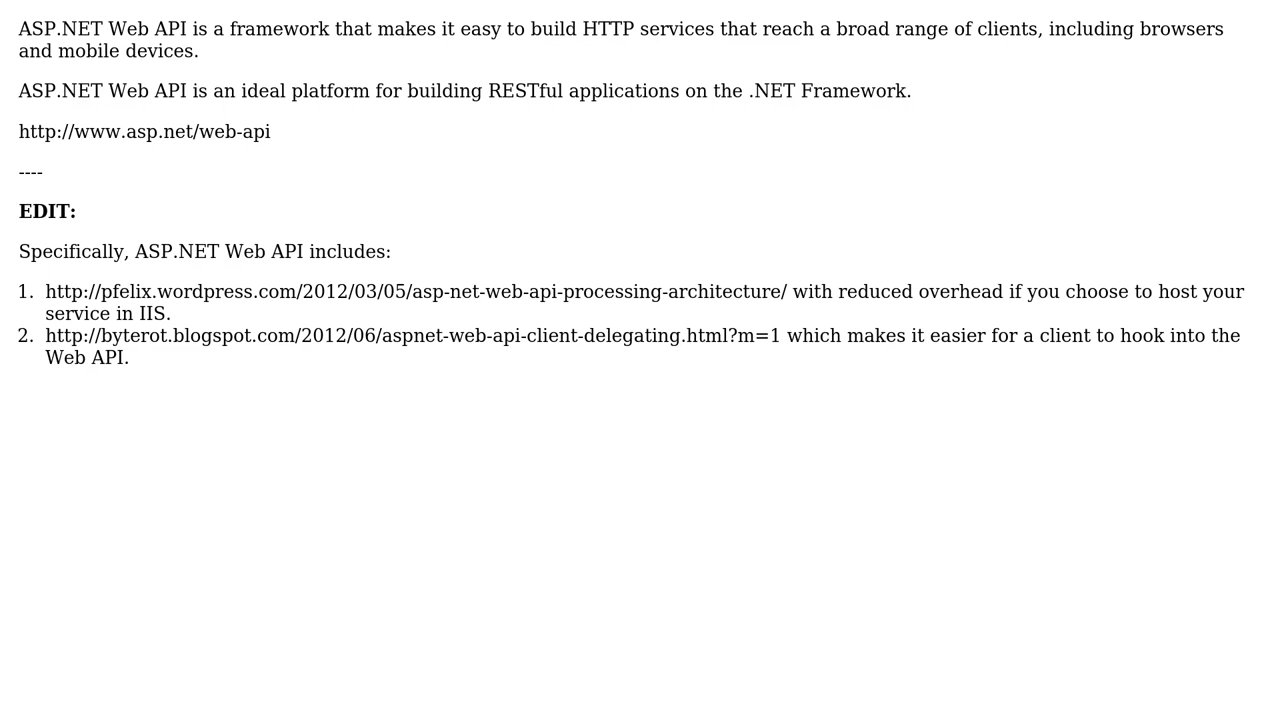 ASP.NET Web API is a framework that makes it easy to build HTTP services that reach a broad range of clients, including browsers
and mobile devices.
ASP.NET Web API is an ideal platform for building RESTful applications on the .NET Framework.
http://www.asp.net/web-api
----
EDIT:
Specifically, ASP.NET Web API includes:
1. http://pfelix.wordpress.com/2012/03/05/asp-net-web-api-processing-architecture/ with reduced overhead if you choose to host your
service in IIS.
2. http://byterot.blogspot.com/2012/06/aspnet-web-api-client-delegating.html?m=1 which makes it easier for a client to hook into the
Web API.